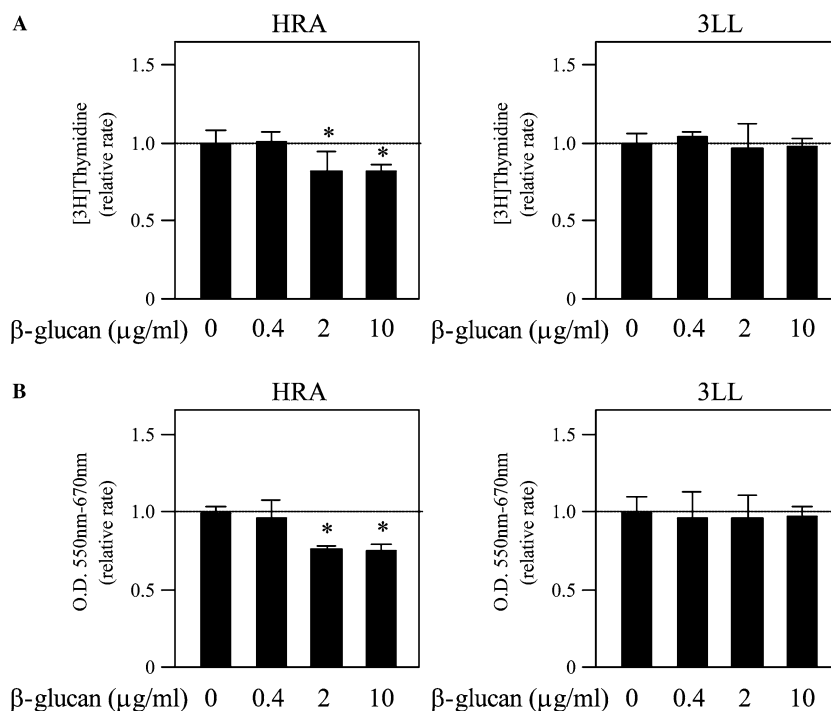 A
HRA
3LL
[3H]Thymidine
(relative rate)
1.5
1.0
0.5
0
* *
β-glucan (μg/ml) 0 0.4 2 10
[3H]Thymidine
(relative rate)
1.5
1.0
0.5
0
β-glucan (μg/ml) 0 0.4 2 10
B
HRA
3LL
O.D. 550nm-670nm
(relative rate)
1.5
1.0
0.5
0
* *
β-glucan (μg/ml) 0 0.4 2 10
O.D. 550nm-670nm
(relative rate)
1.5
1.0
0.5
0
β-glucan (μg/ml) 0 0.4 2 10